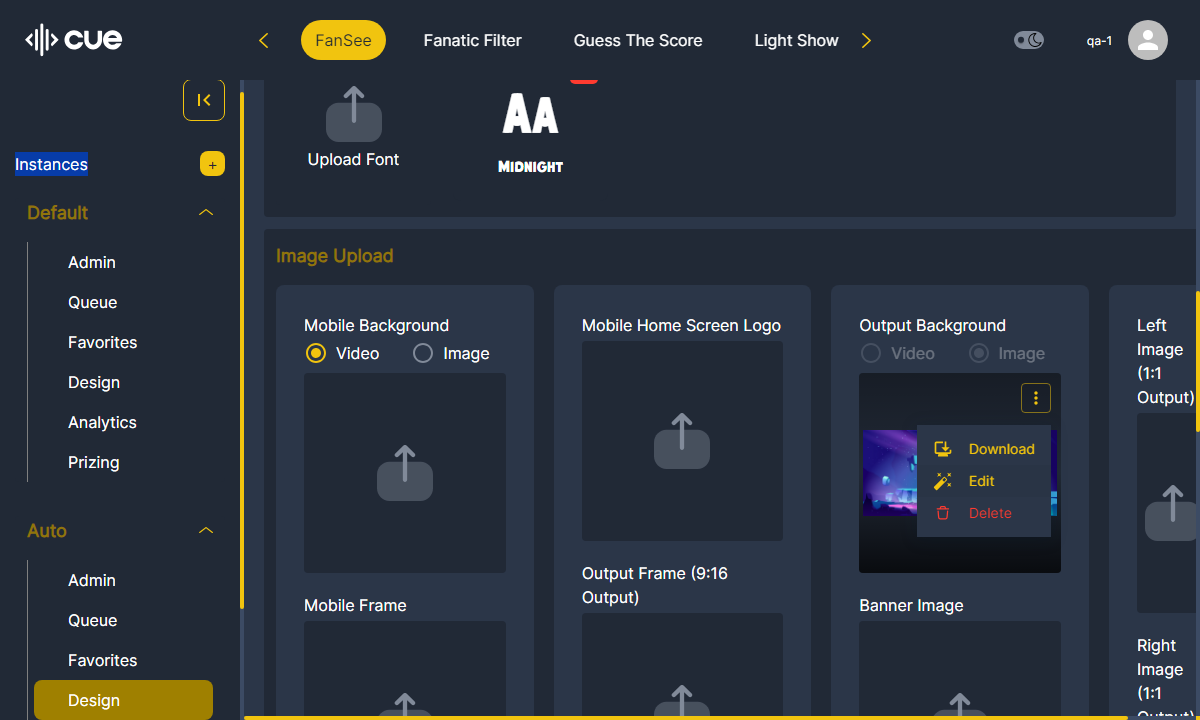 cue
FanSee
Fanatic Filter
Guess The Score
Light Show
qa-1
Instances
+
Default
Admin
Queue
Favorites
Design
Analytics
Prizing
Auto
Admin
Queue
Favorites
Design
Upload Font
AA
Midnight
Image Upload
Mobile Background
Video
Image
Mobile Frame
Mobile Home Screen Logo
Output Frame (9:16
Output)
Output Background
Video
Image
Download
Edit
Delete
Banner Image
Left
Image
(1:1
Output)
Right
Image
(1:1
Output)